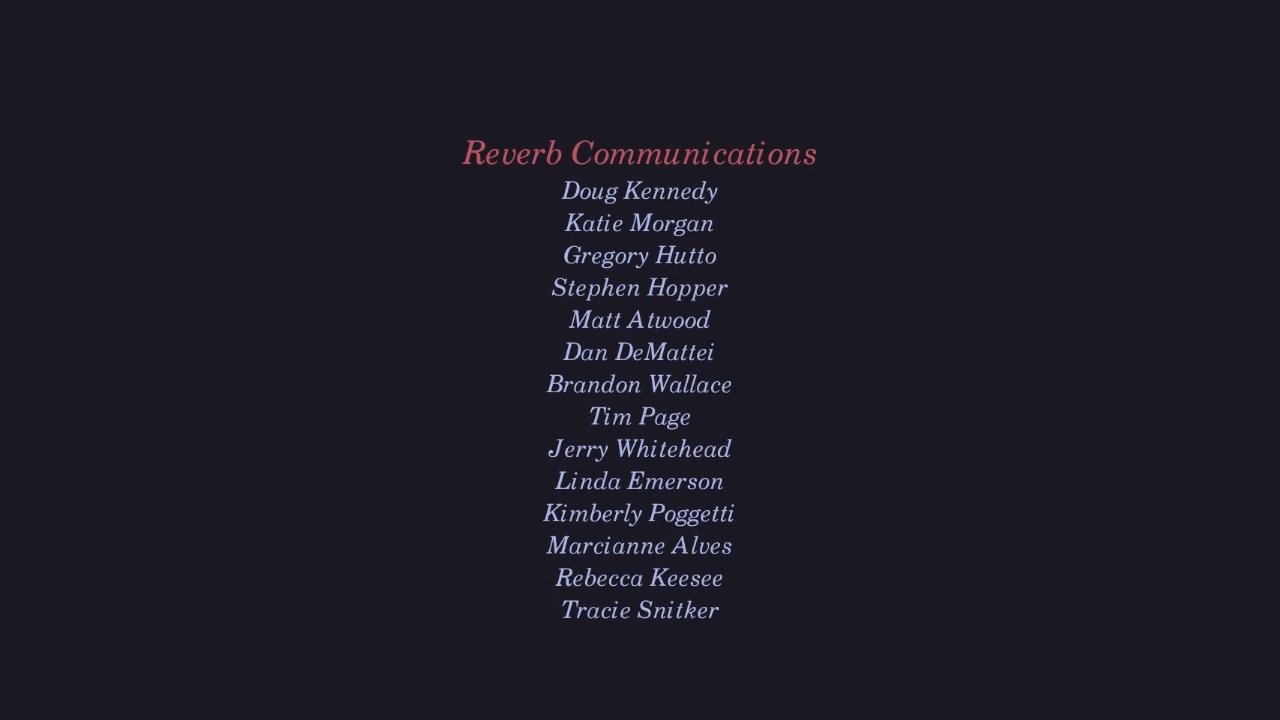 Reverb Communications
Doug Kennedy
Katie Morgan
Gregory Hutto
Stephen Hopper
Matt Atwood
Dan DeMattei
Brandon Wallace
Tim Page
Jerry Whitehead
Linda Emerson
Kimberly Poggetti
Marcianne Alves
Rebecca Keesee
Tracie Snitker